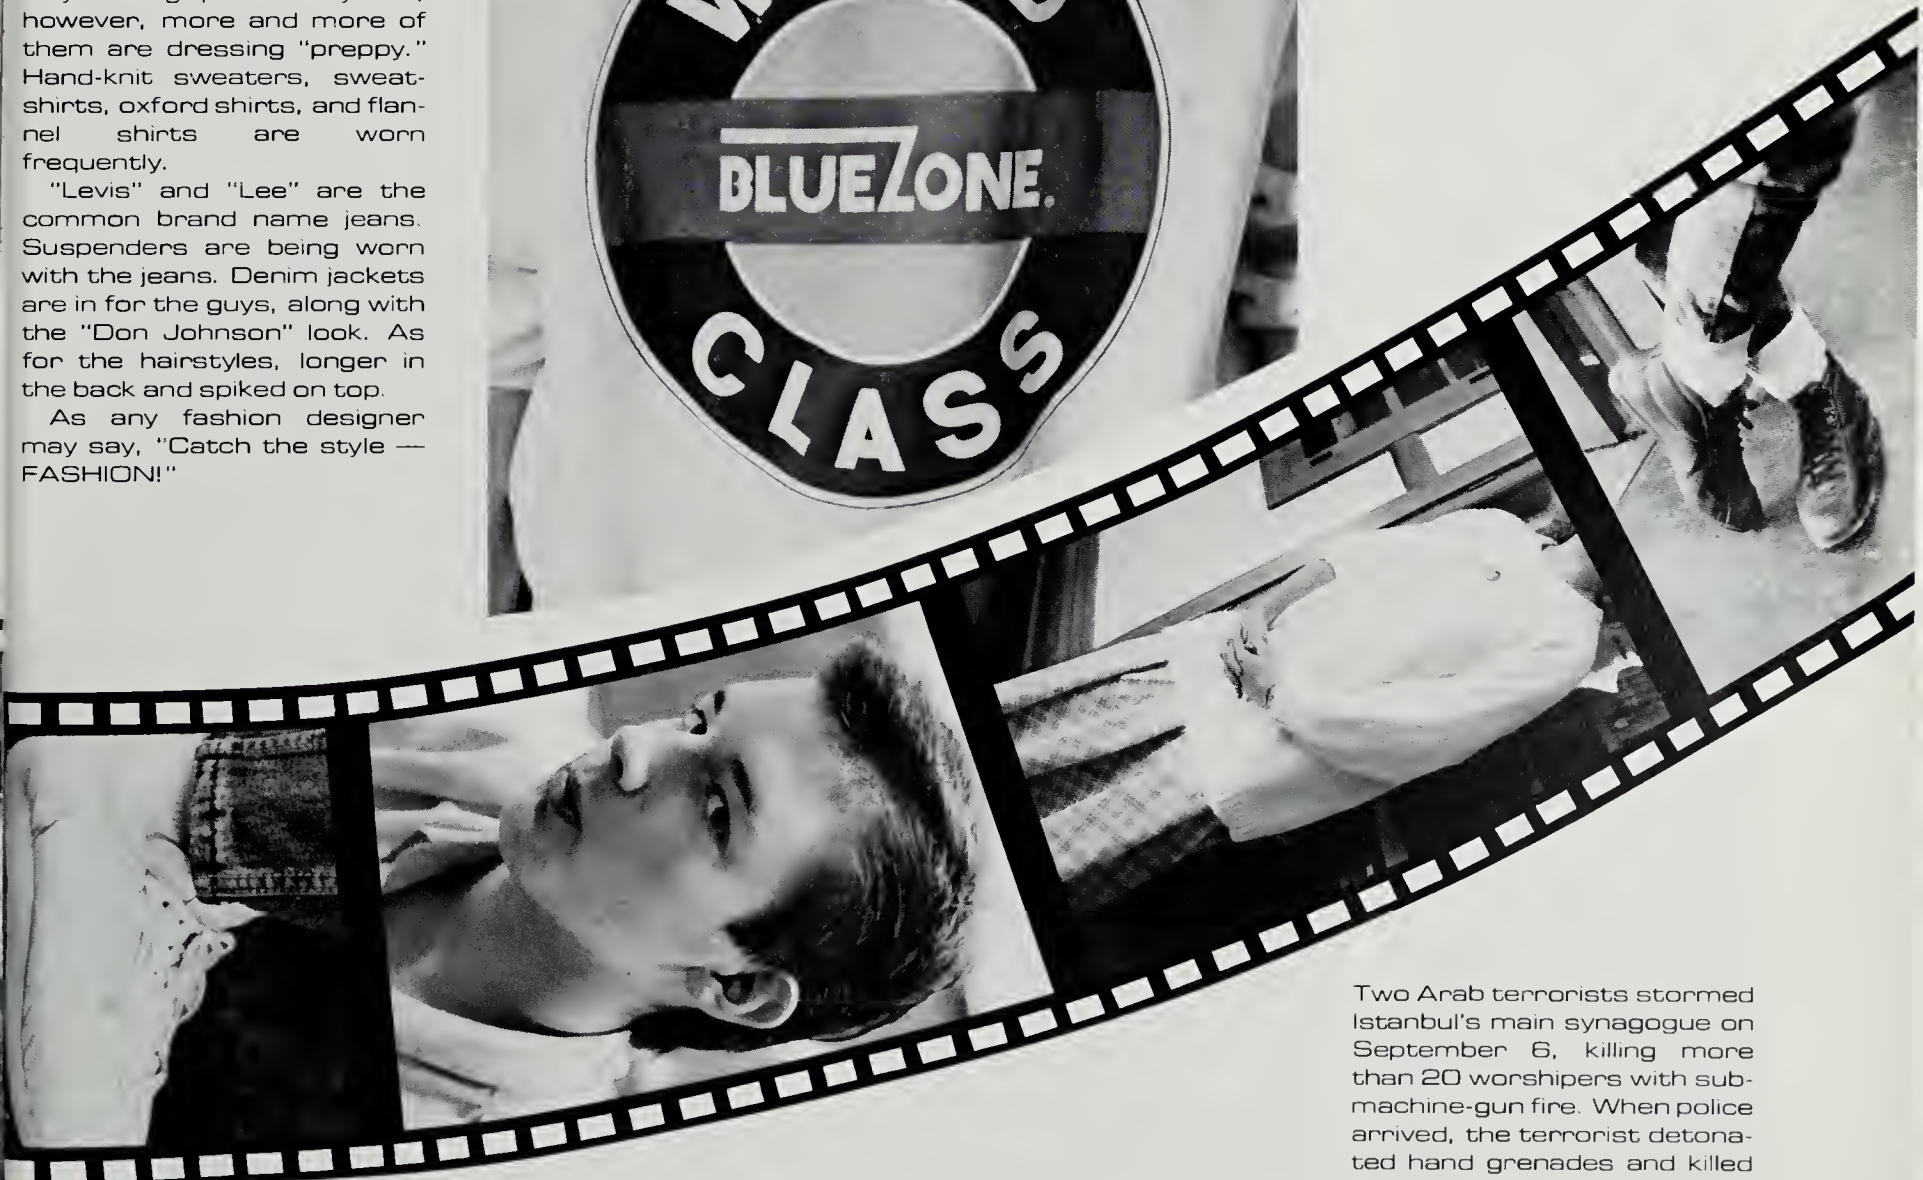 however, more and more of
them are dressing "preppy."
Hand-knit sweaters, sweat-
shirts, oxford shirts, and flan-
nel shirts are worn
frequently.
"Levis" and "Lee" are the
common brand name jeans.
Suspenders are being worn
with the jeans. Denim jackets
are in for the guys, along with
the "Don Johnson" look. As
for the hairstyles, longer in
the back and spiked on top.
As any fashion designer
may say, "Catch the style —
FASHION!"
BLUEZONE.
CLASS
Two Arab terrorists stormed
Istanbul's main synagogue on
September 6, killing more
than 20 worshipers with sub-
machine-gun fire. When police
arrived, the terrorist detona-
ted hand grenades and killed